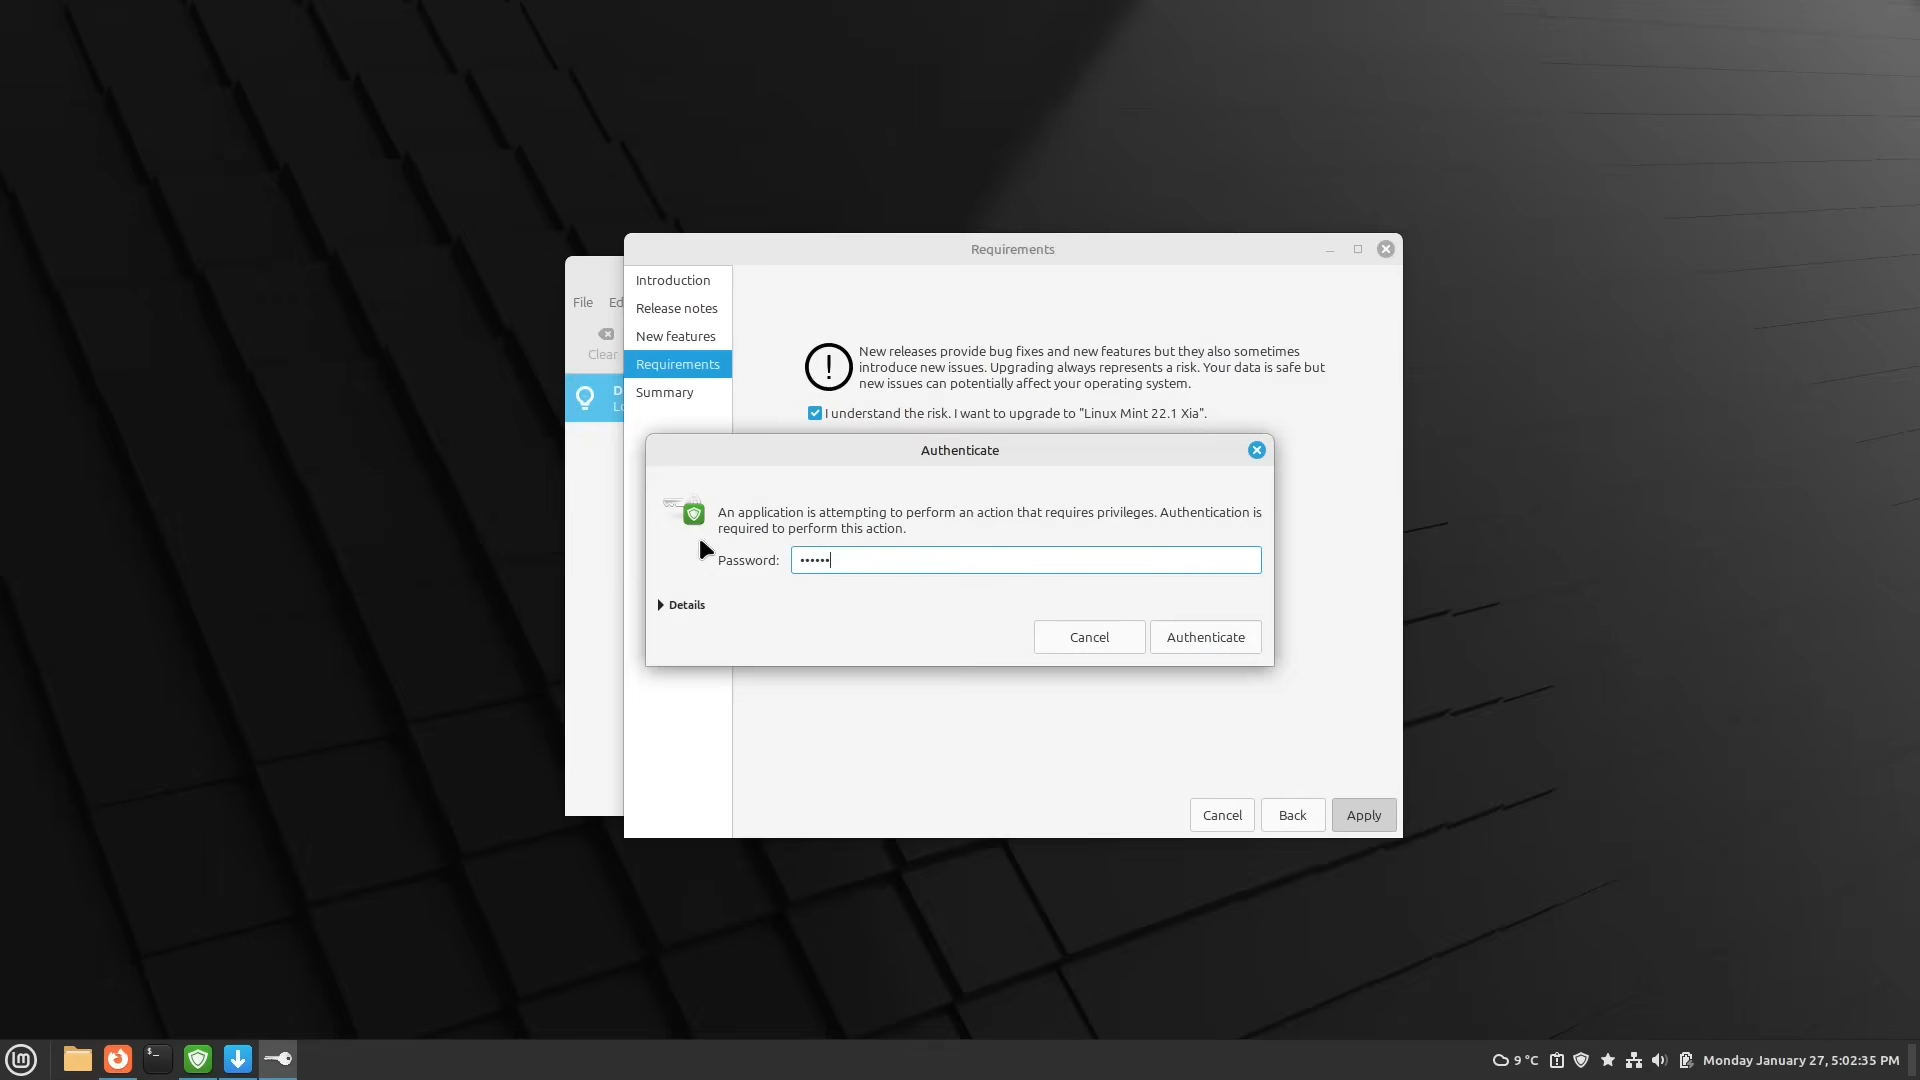 Requirements
File Ed
Clear
D
Lo
Introduction
Release notes
New features
Requirements
Summary
New releases provide bug fixes and new features but they also sometimes
introduce new issues. Upgrading always represents a risk. Your data is safe but
new issues can potentially affect your operating system.
I understand the risk. I want to upgrade to "Linux Mint 22.1 Xia".
Authenticate
An application is attempting to perform an action that requires privileges. Authentication is
required to perform this action.
Password: ••••••
Details
Cancel Authenticate
Cancel Back Apply
9 °C Monday January 27, 5:02:35 PM